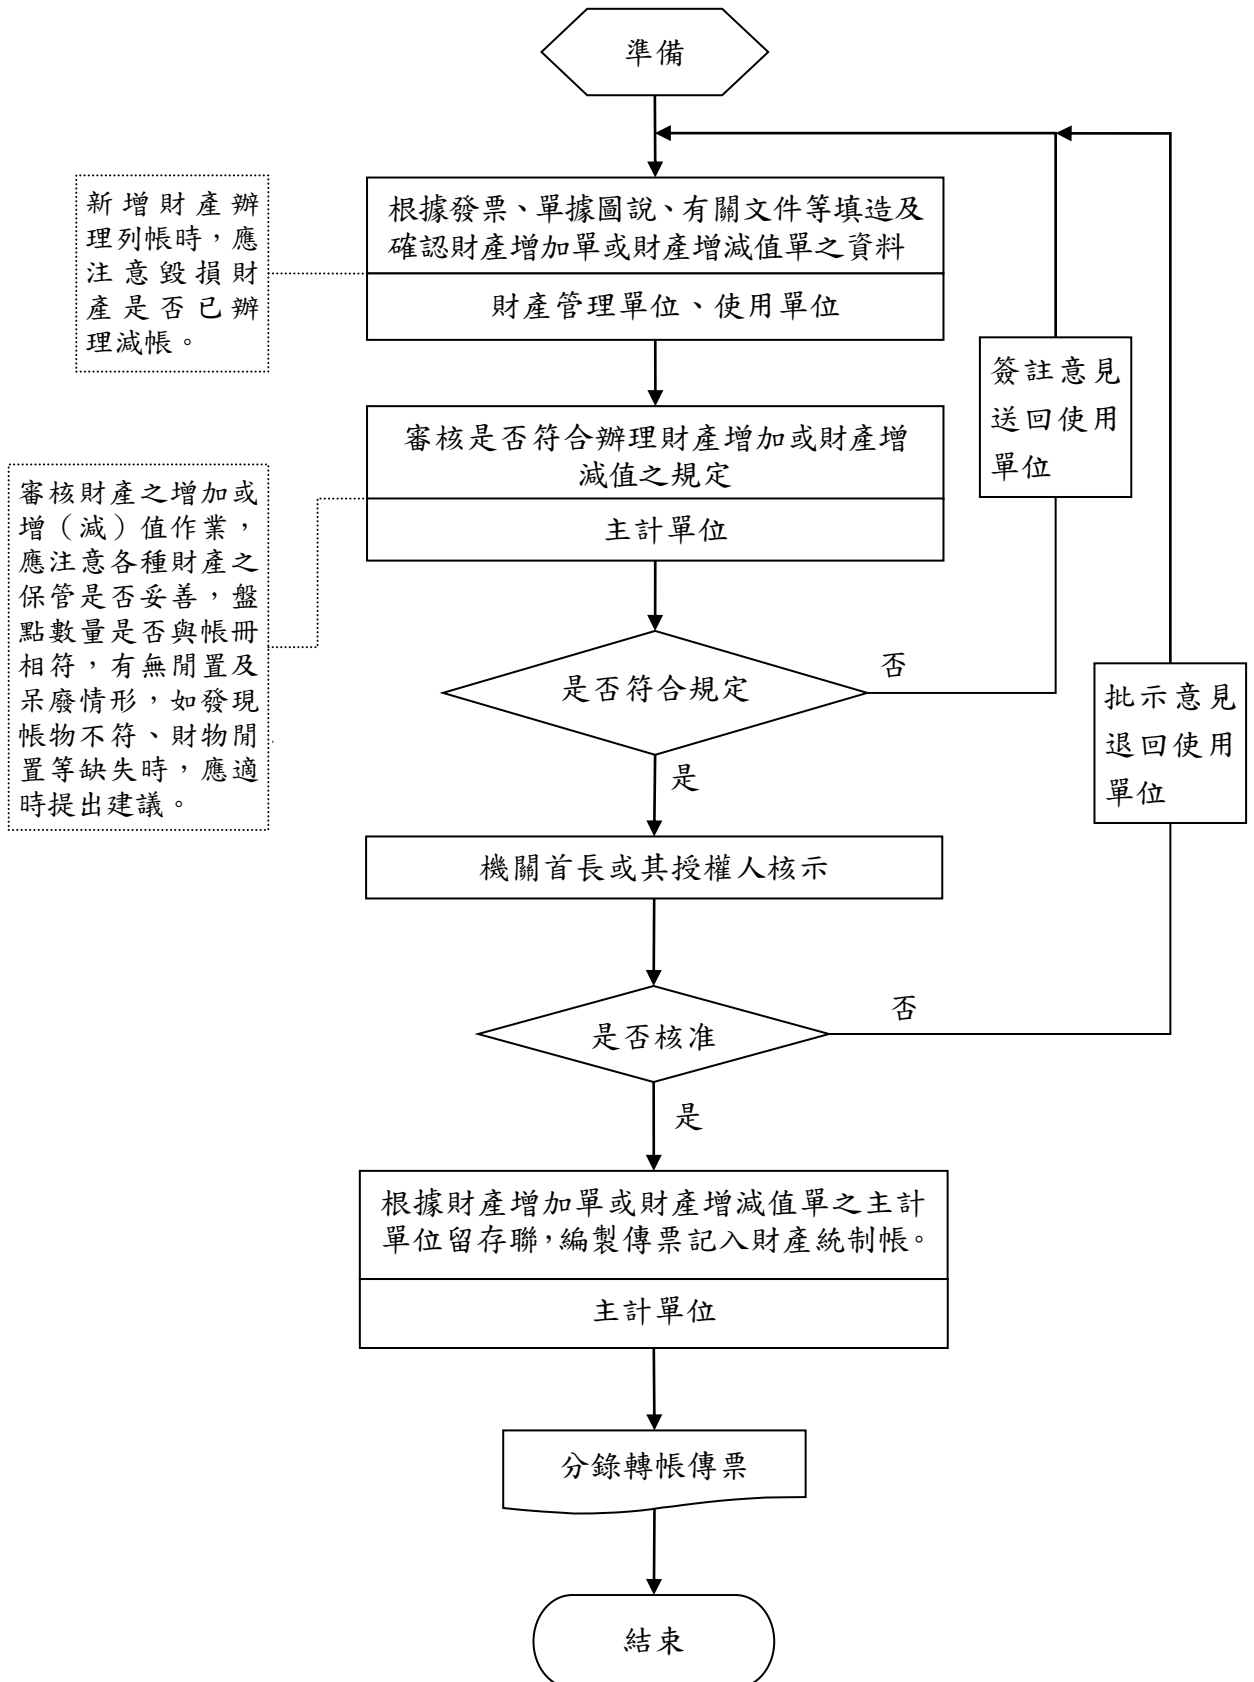 準備
新增財產辦
理列帳時，應
注意毀損財
產是否已辦
理減帳。
根據發票、單據圖說、有關文件等填造及
確認財產增加單或財產增減值單之資料
財產管理單位、使用單位
簽註意見
送回使用
單位
審核是否符合辦理財產增加或財產增
減值之規定
主計單位
審核財產之增加或
增（減）值作業，
應注意各種財產之
保管是否妥善，盤
點數量是否與帳冊
相符，有無閒置及
呆廢情形，如發現
帳物不符、財物閒
置等缺失時，應適
時提出建議。
是否符合規定
否
批示意見
退回使用
單位
是
機關首長或其授權人核示
是否核准
否
是
根據財產增加單或財產增減值單之主計
單位留存聯，編製傳票記入財產統制帳。
主計單位
分錄轉帳傳票
結束